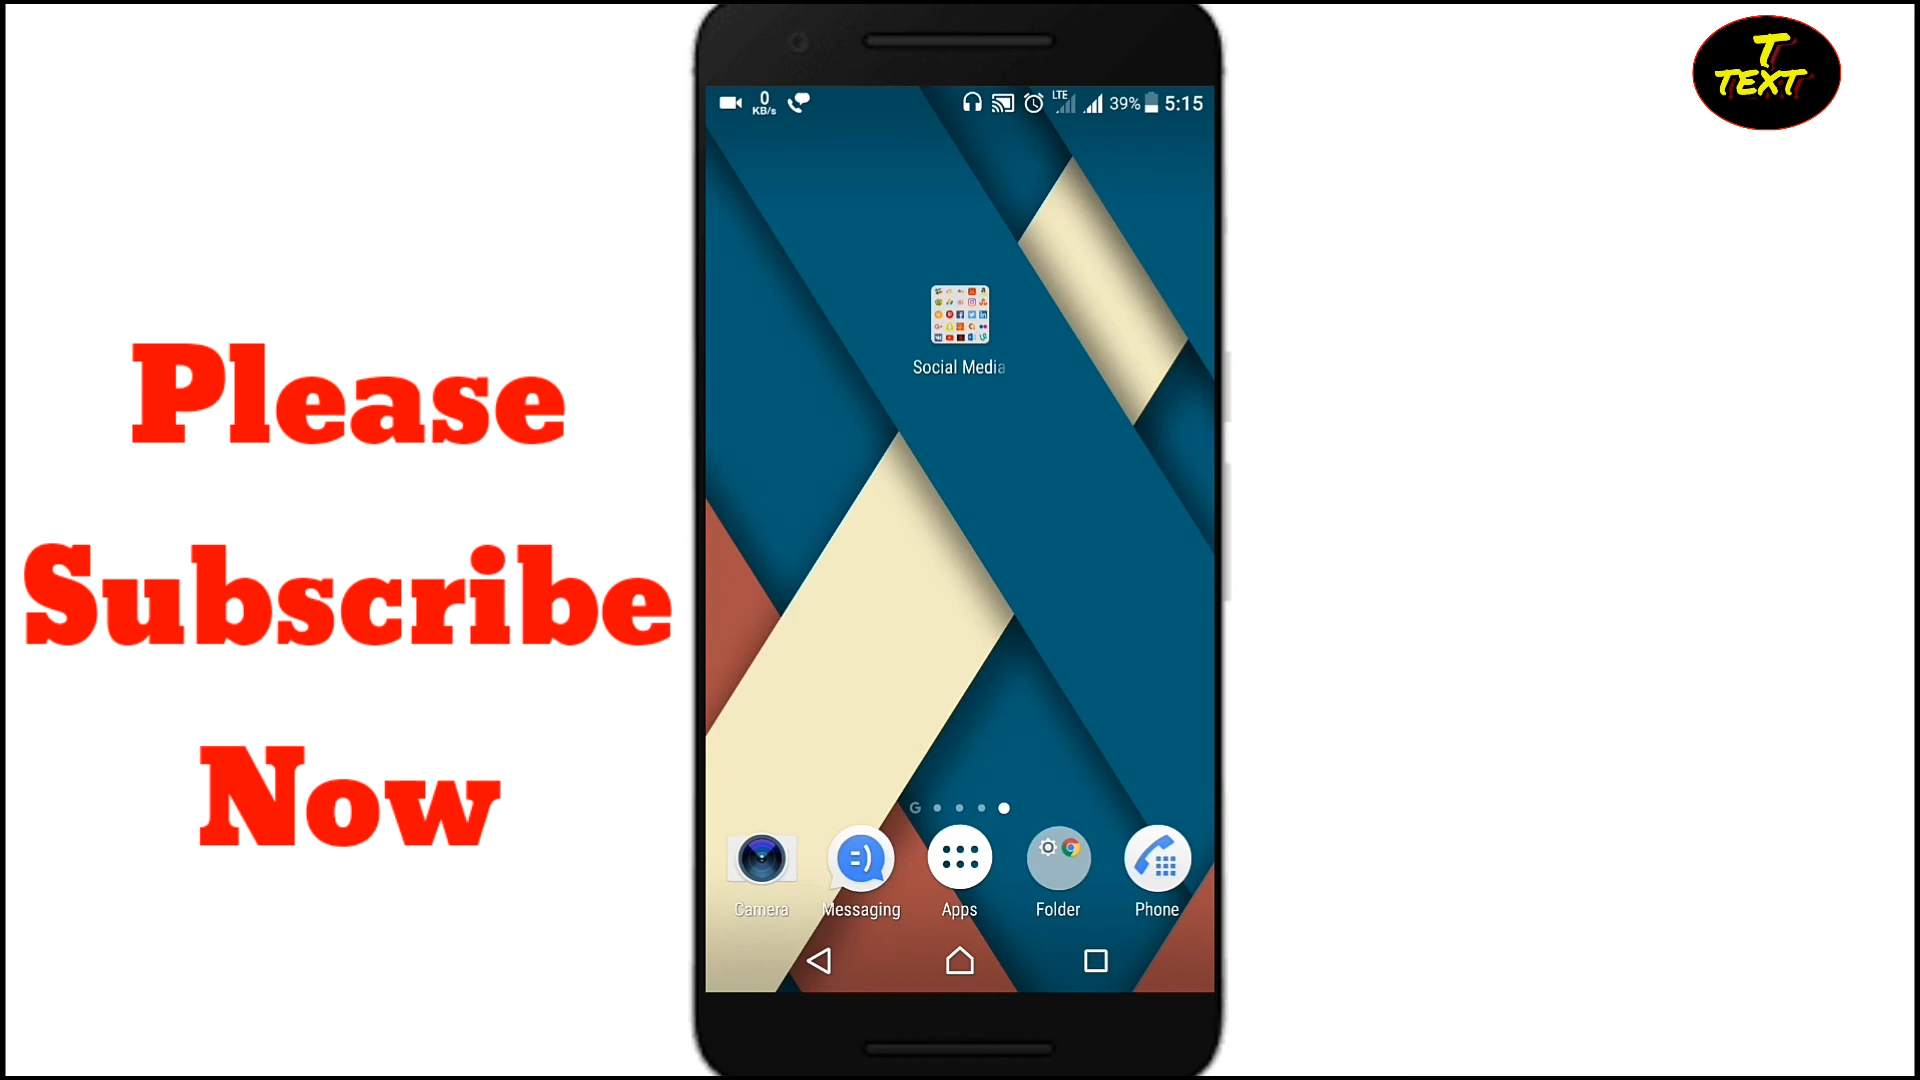 T
TEXT
0
KB/s
LTE
39%
5:15
Social Media
Please
Subscribe
Now
G
Camera
Messaging
Apps
Folder
Phone